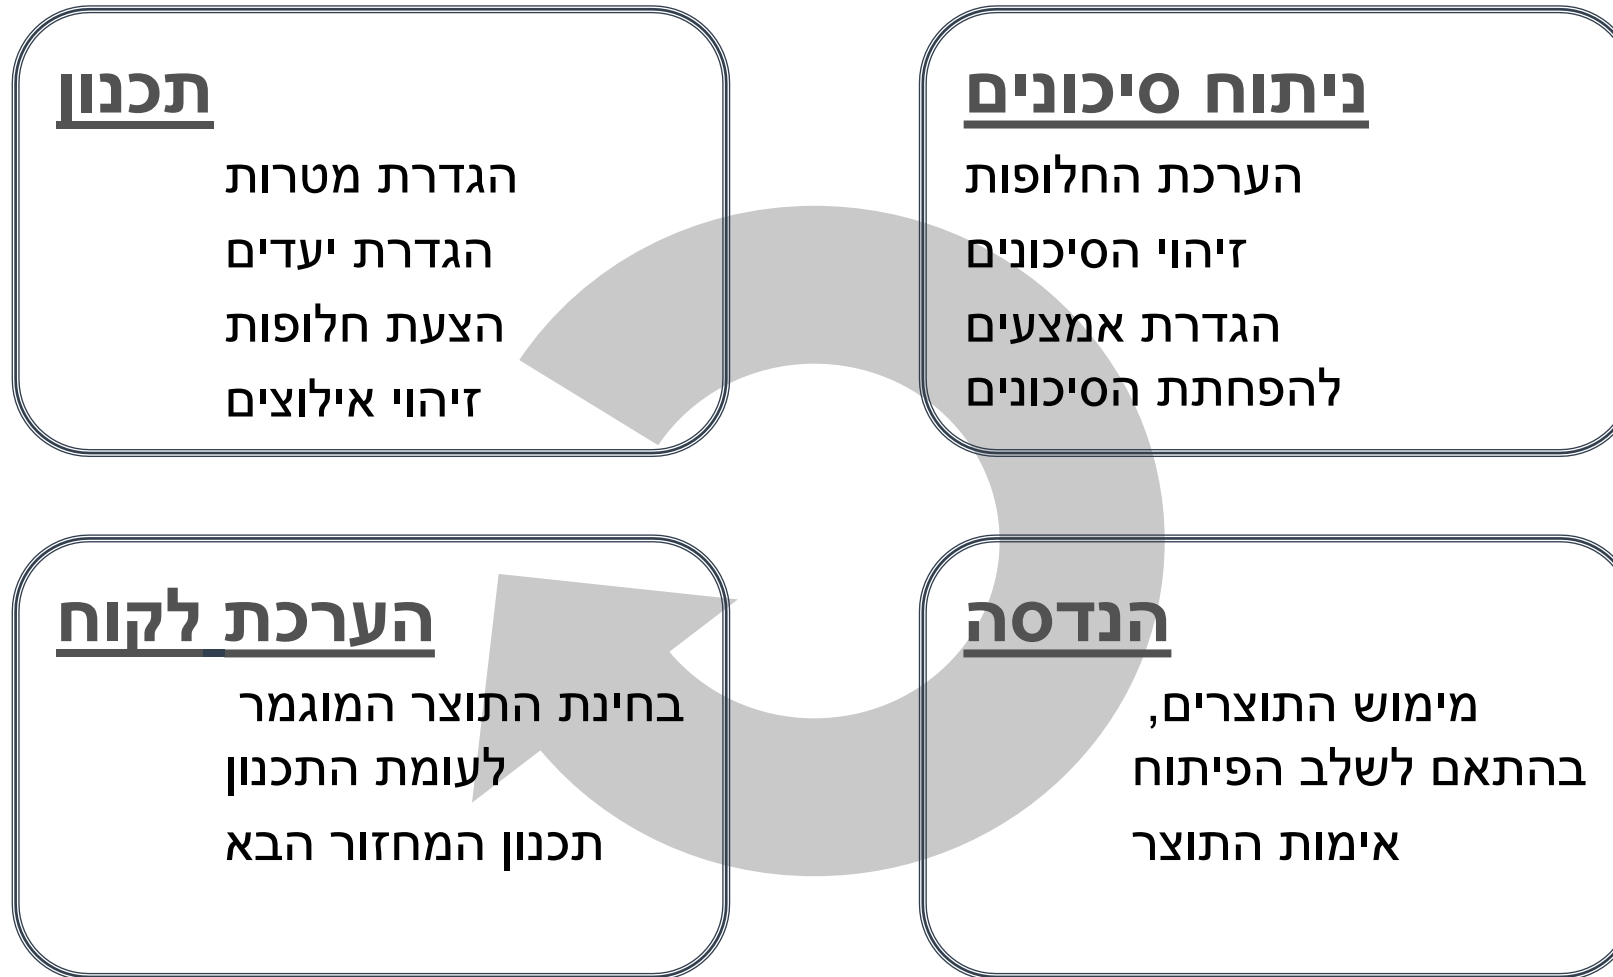 תכנון
הגדרת מטרות
הגדרת יעדים
הצעת חלופות
זיהוי אילוצים
ניתוח סיכונים
הערכת החלופות
זיהוי הסיכונים
הגדרת אמצעים
להפחתת הסיכונים
הנדסה
מימוש התוצרים,
בהתאם לשלב הפיתוח
אימות התוצר
הערכת לקוח
בחינת התוצר המוגמר
לעומת התכנון
תכנון המחזור הבא